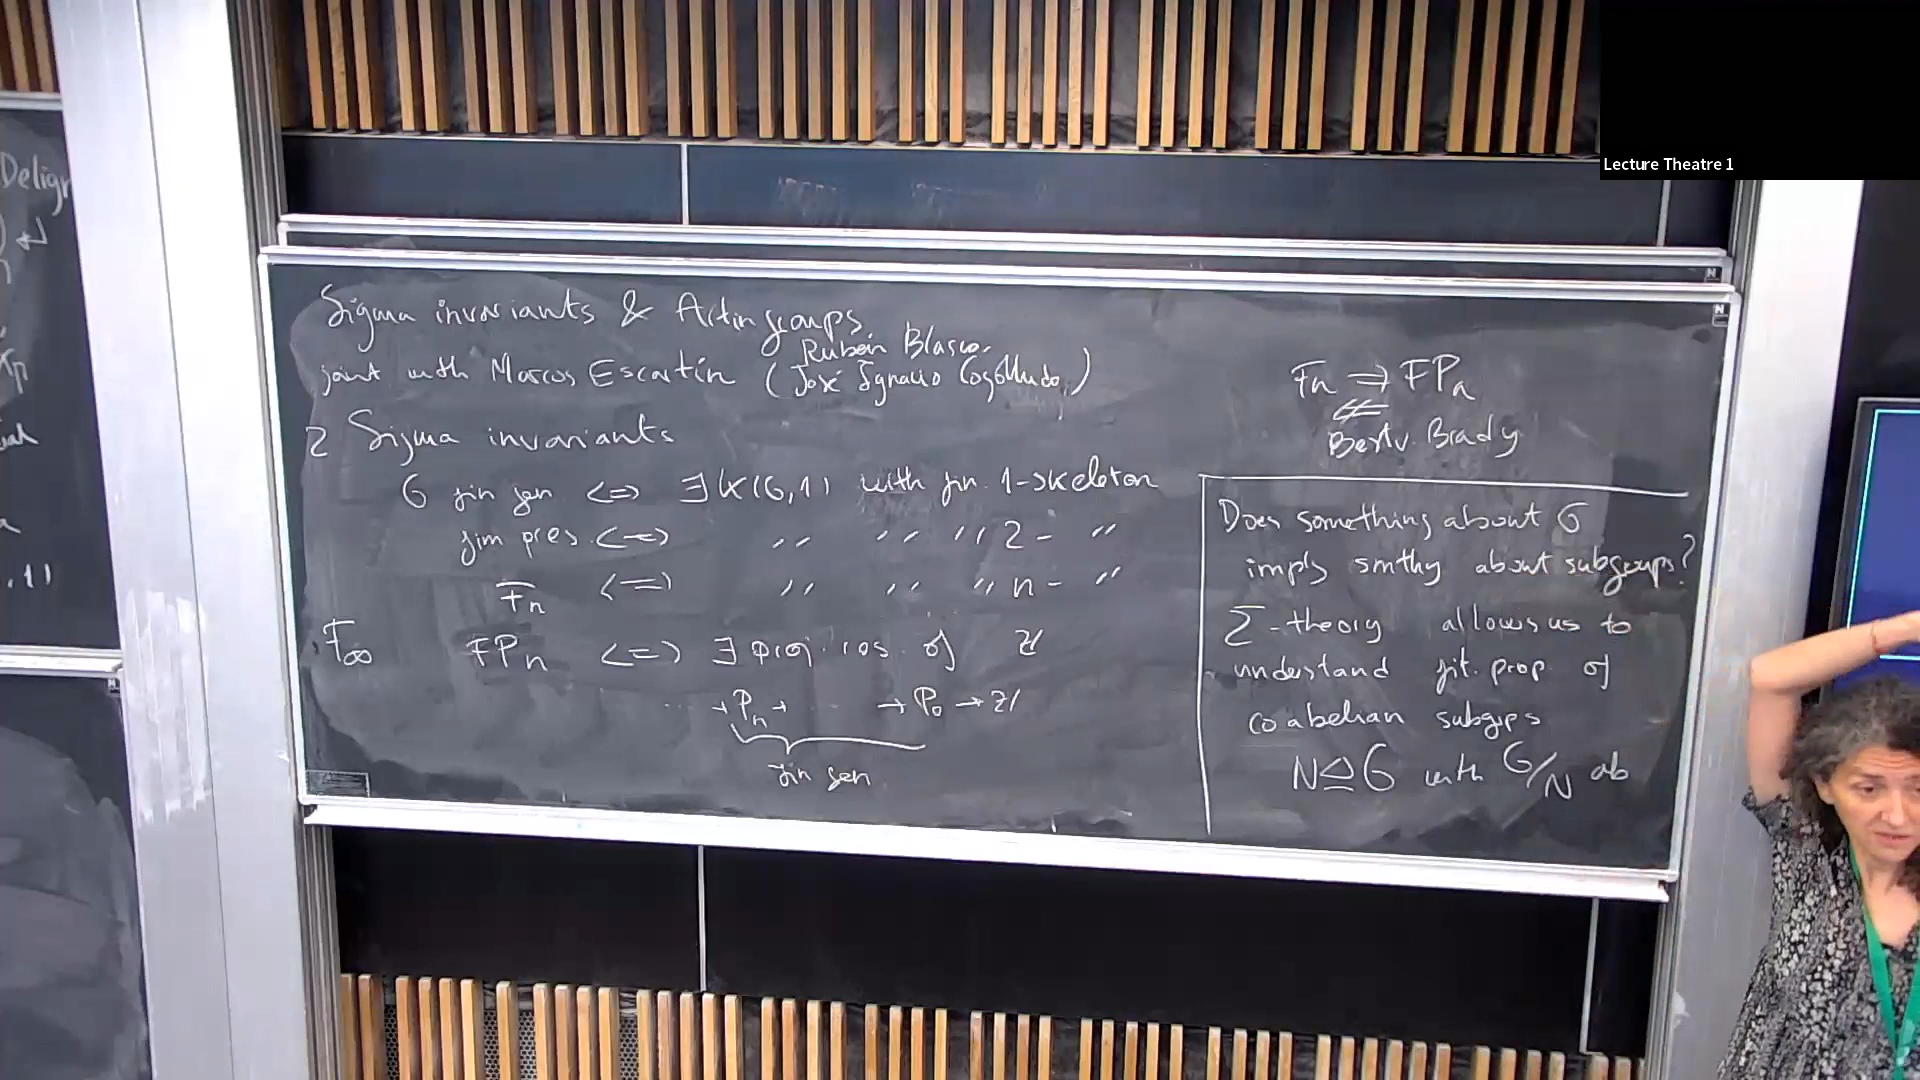 Lecture Theatre 1
Sigma invariants & Artin groups.
Rubén Blasco,
joint with Marcos Escartín (José Ignacio Cogolludo)
Sigma invariants
G fin gen <=> ∃ K(G,1) with fin. 1-skeleton
fin pres. <=> ,, ,, ,, 2- ,,
Fn <=> ,, ,, ,, n- ,,
F∞ FPn <=> ∃ proj. res. of ℤ
... → Pn → ... → P0 → ℤ
fin gen
Fn ⇒ FPn
⇍
Bestv. Brady
Does something about G
imply smthg about subgroups?
Σ-theory allows us to
understand fit. prop. of
coabelian subgps
N ⊴ G with G/N ab
Delig
,1)